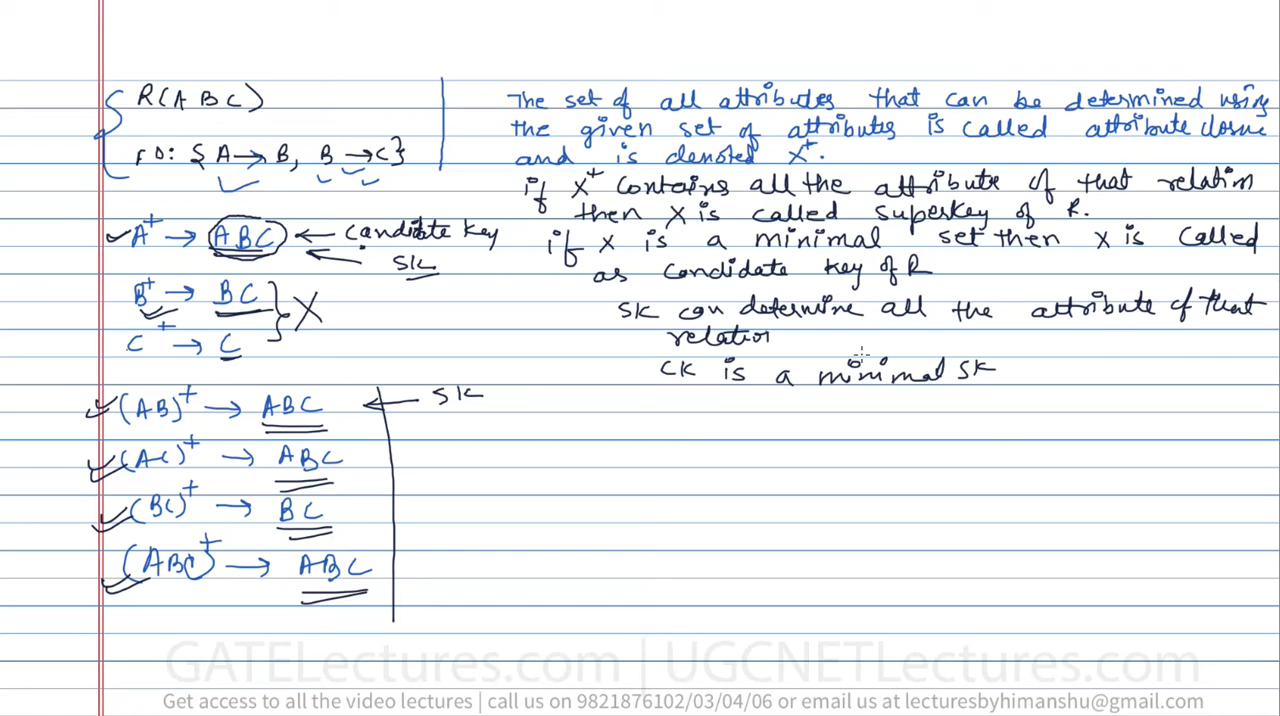 R(A B C)
FD: { A → B, B → C}
A+ → ABC ← Candidate key
SK
B+ → BC
C+ → C
(AB)+ → ABC ← SK
(AC)+ → ABC
(BC)+ → BC
(ABC)+ → ABC
The set of all attributes that can be determined using
the given set of attributes is called attribute closure
and is denoted X+.
if X+ contains all the attribute of that relation
then X is called superkey of R.
if X is a minimal set then X is called
as candidate key of R
SK can determine all the attribute of that
relation
CK is a minimal SK
GATELectures.com | UGCNETLectures.com
Get access to all the video lectures | call us on 9821876102/03/04/06 or email us at lecturesbyhimanshu@gmail.com